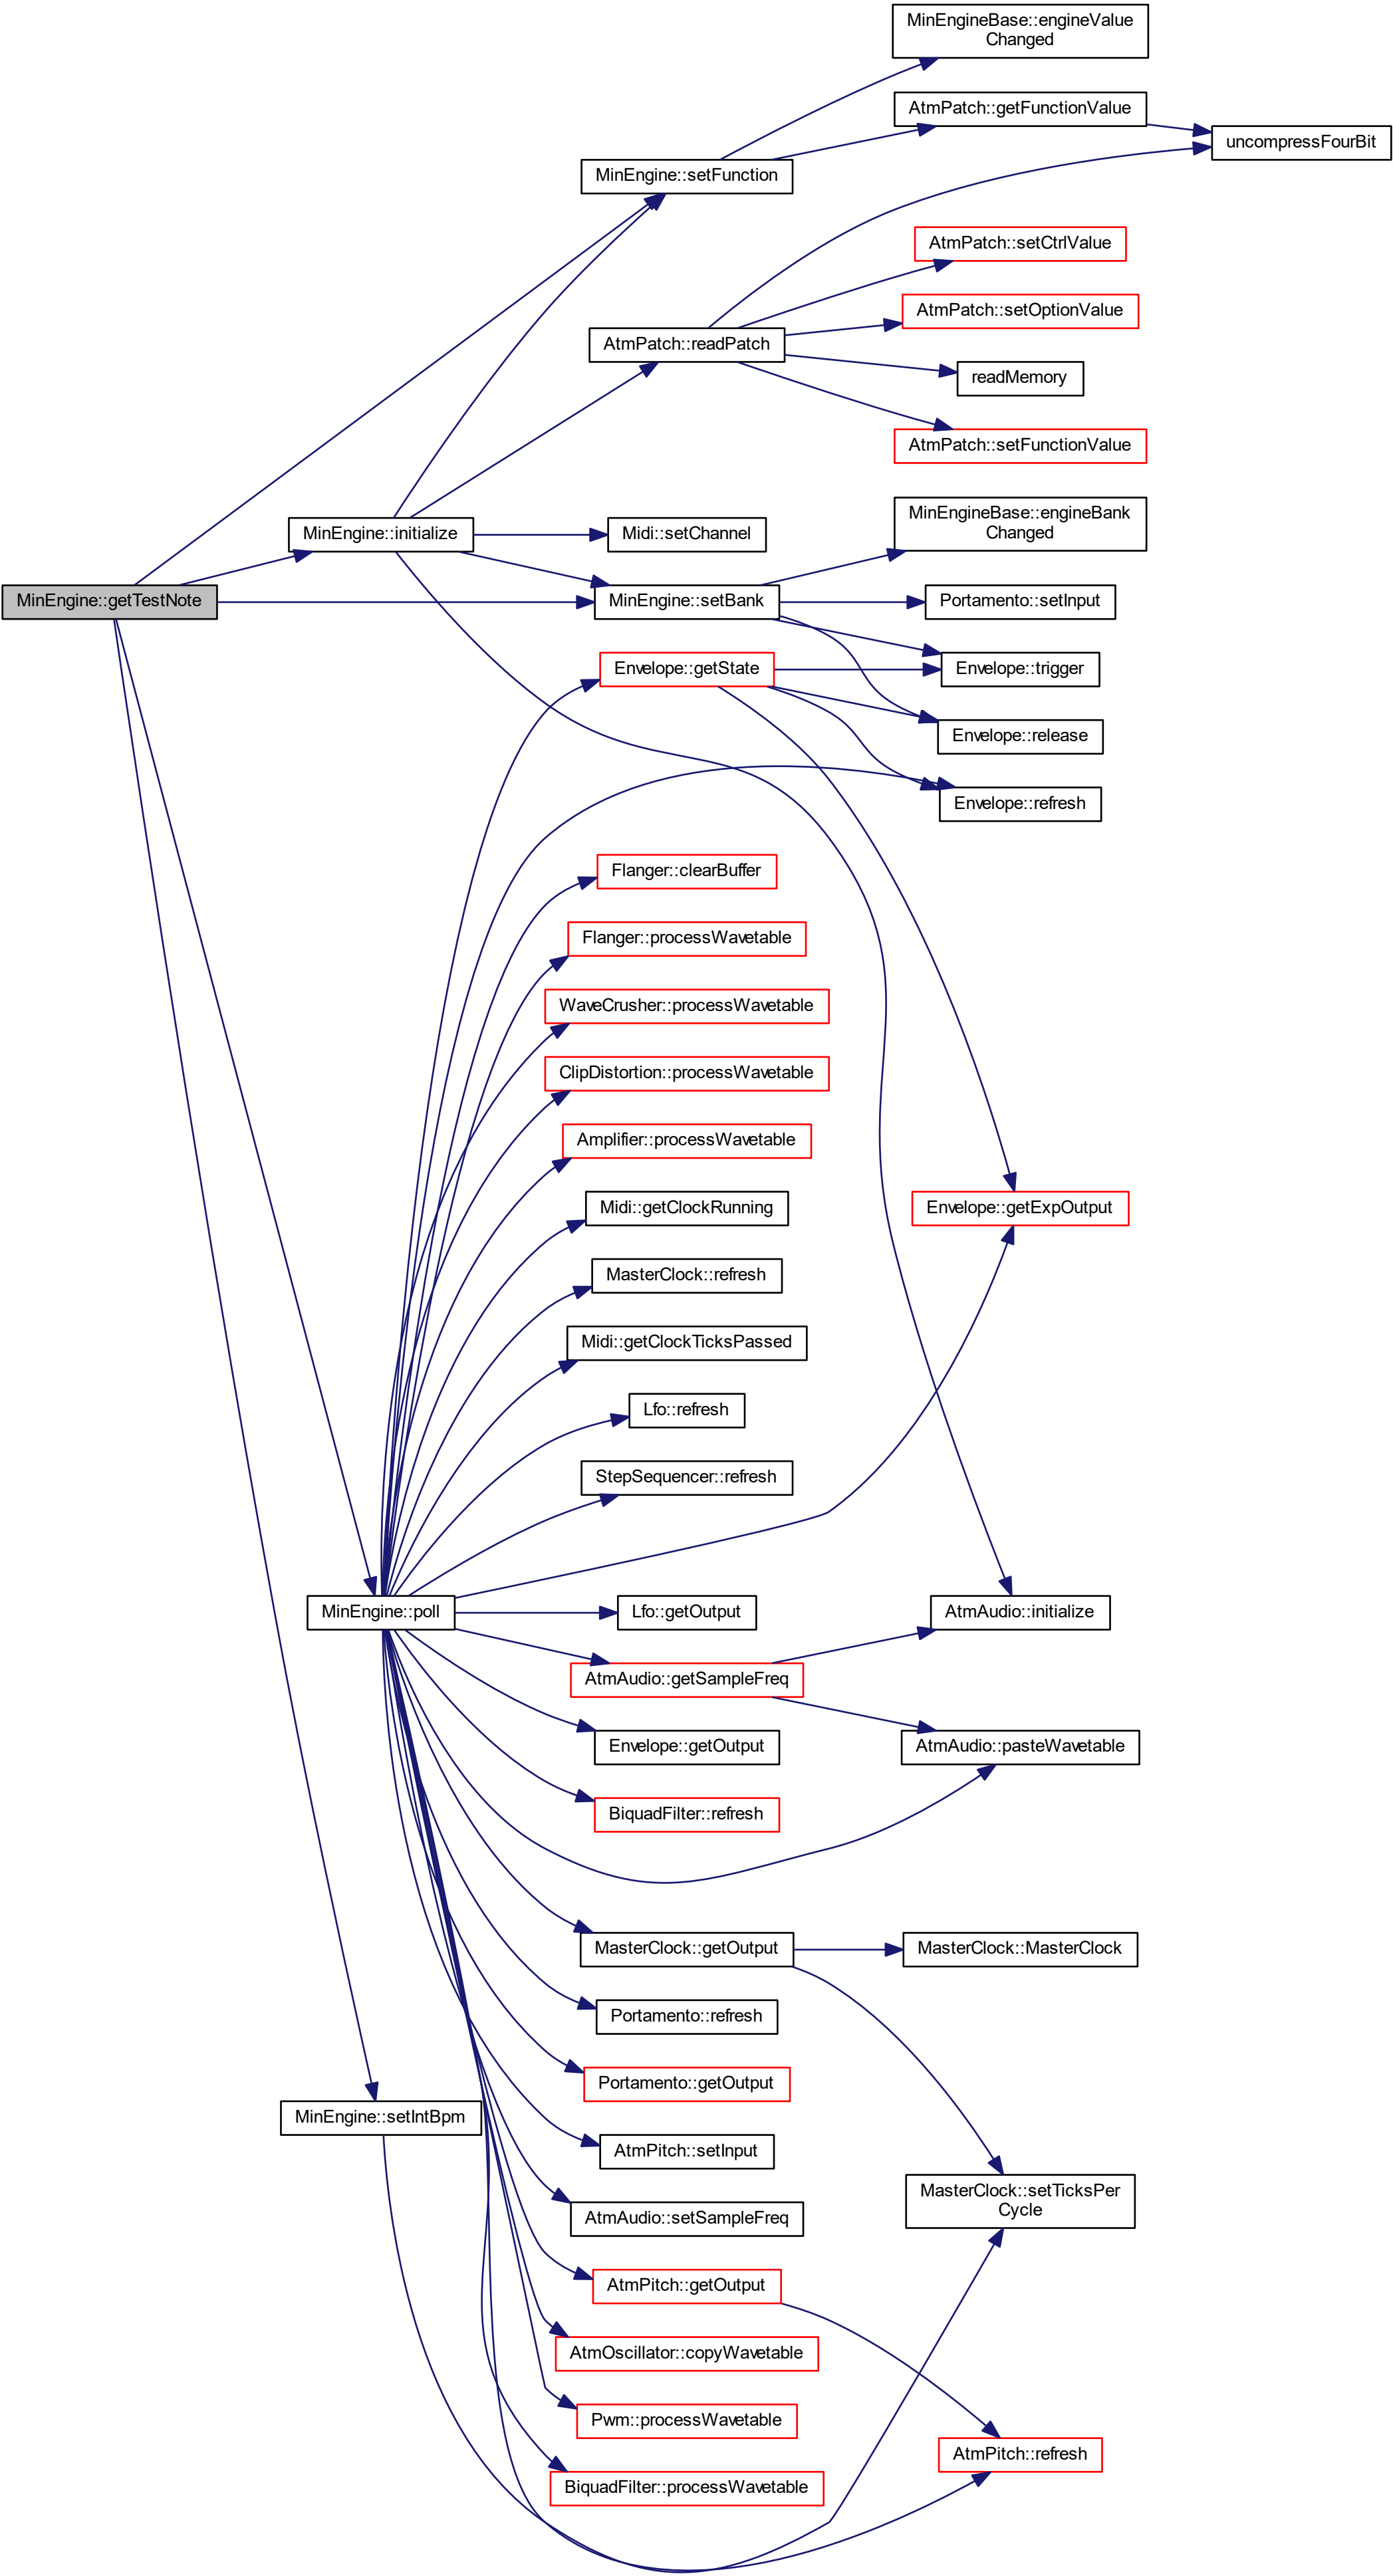 MinEngineBase::engineValue
Changed
AtmPatch::getFunctionValue
uncompressFourBit
MinEngine::setFunction
AtmPatch::setCtrlValue
AtmPatch::setOptionValue
AtmPatch::readPatch
readMemory
AtmPatch::setFunctionValue
MinEngineBase::engineBank
Changed
MinEngine::initialize
Midi::setChannel
MinEngine::getTestNote
MinEngine::setBank
Portamento::setInput
Envelope::getState
Envelope::trigger
Envelope::release
Envelope::refresh
Flanger::clearBuffer
Flanger::processWavetable
WaveCrusher::processWavetable
ClipDistortion::processWavetable
Amplifier::processWavetable
Midi::getClockRunning
Envelope::getExpOutput
MasterClock::refresh
Midi::getClockTicksPassed
Lfo::refresh
StepSequencer::refresh
MinEngine::poll
Lfo::getOutput
AtmAudio::initialize
AtmAudio::getSampleFreq
Envelope::getOutput
AtmAudio::pasteWavetable
BiquadFilter::refresh
MasterClock::getOutput
MasterClock::MasterClock
Portamento::refresh
Portamento::getOutput
MinEngine::setIntBpm
AtmPitch::setInput
MasterClock::setTicksPer
Cycle
AtmAudio::setSampleFreq
AtmPitch::getOutput
AtmOscillator::copyWavetable
Pwm::processWavetable
AtmPitch::refresh
BiquadFilter::processWavetable